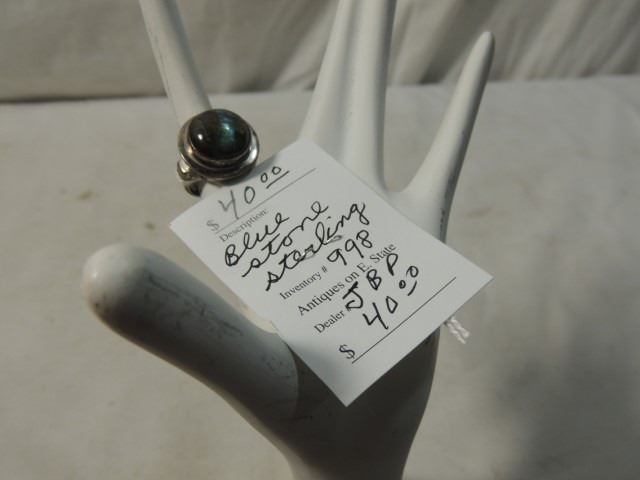 $ 40.00
Description:
Blue
stone
sterling
Inventory # 998
Antiques on E. State
Dealer JBP
$ 40.00